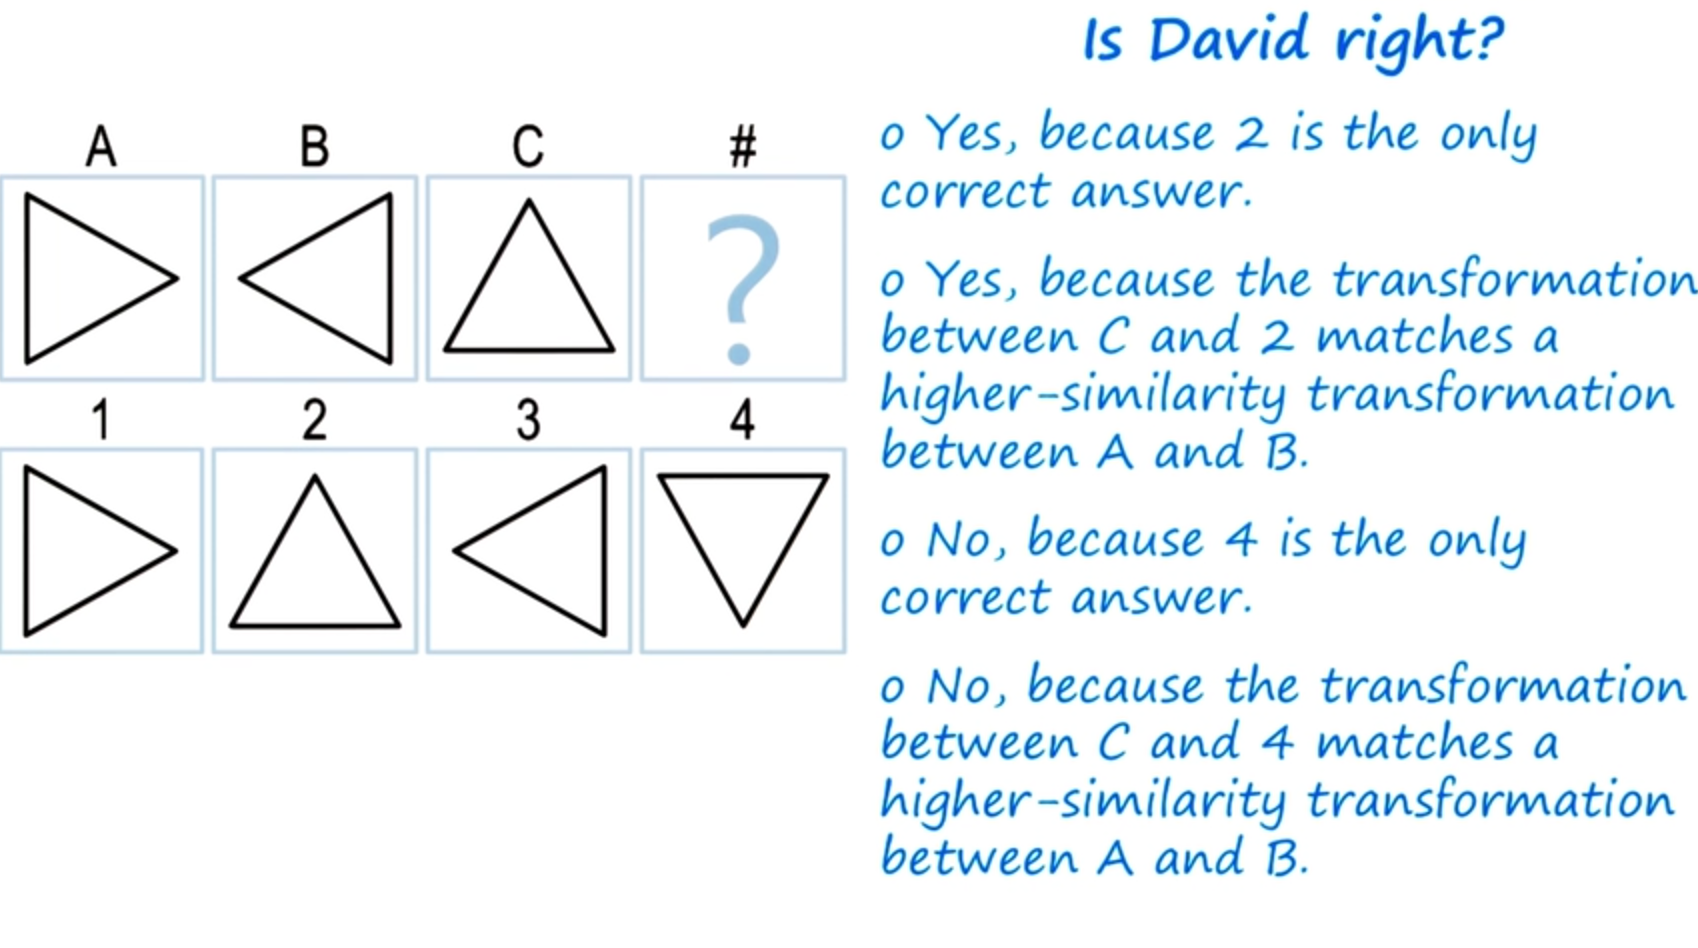 Is David right?
A B C #
?
1 2 3 4
o Yes, because 2 is the only
correct answer.
o Yes, because the transformation
between C and 2 matches a
higher-similarity transformation
between A and B.
o No, because 4 is the only
correct answer.
o No, because the transformation
between C and 4 matches a
higher-similarity transformation
between A and B.